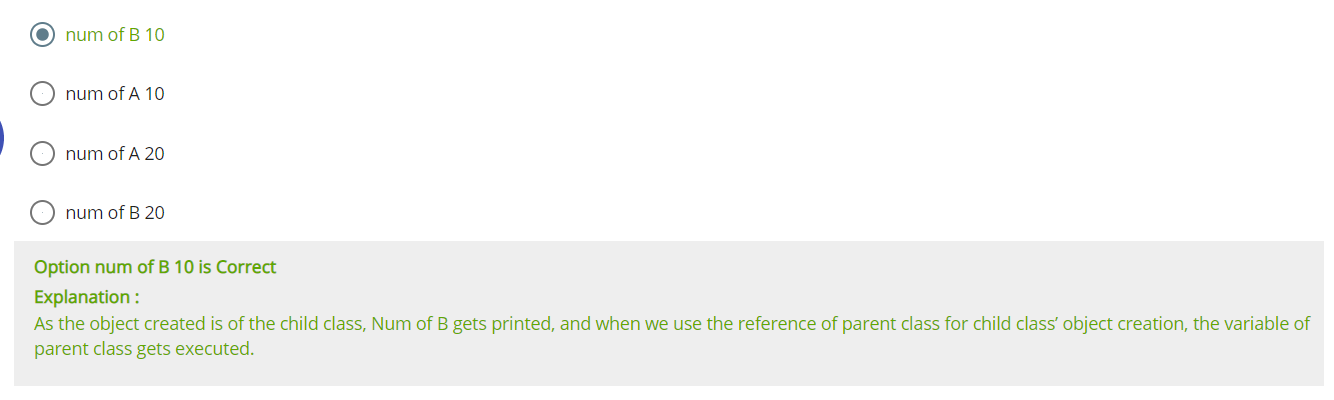 num of B 10
num of A 10
num of A 20
num of B 20
Option num of B 10 is Correct
Explanation :
As the object created is of the child class, Num of B gets printed, and when we use the reference of parent class for child class’ object creation, the variable of
parent class gets executed.